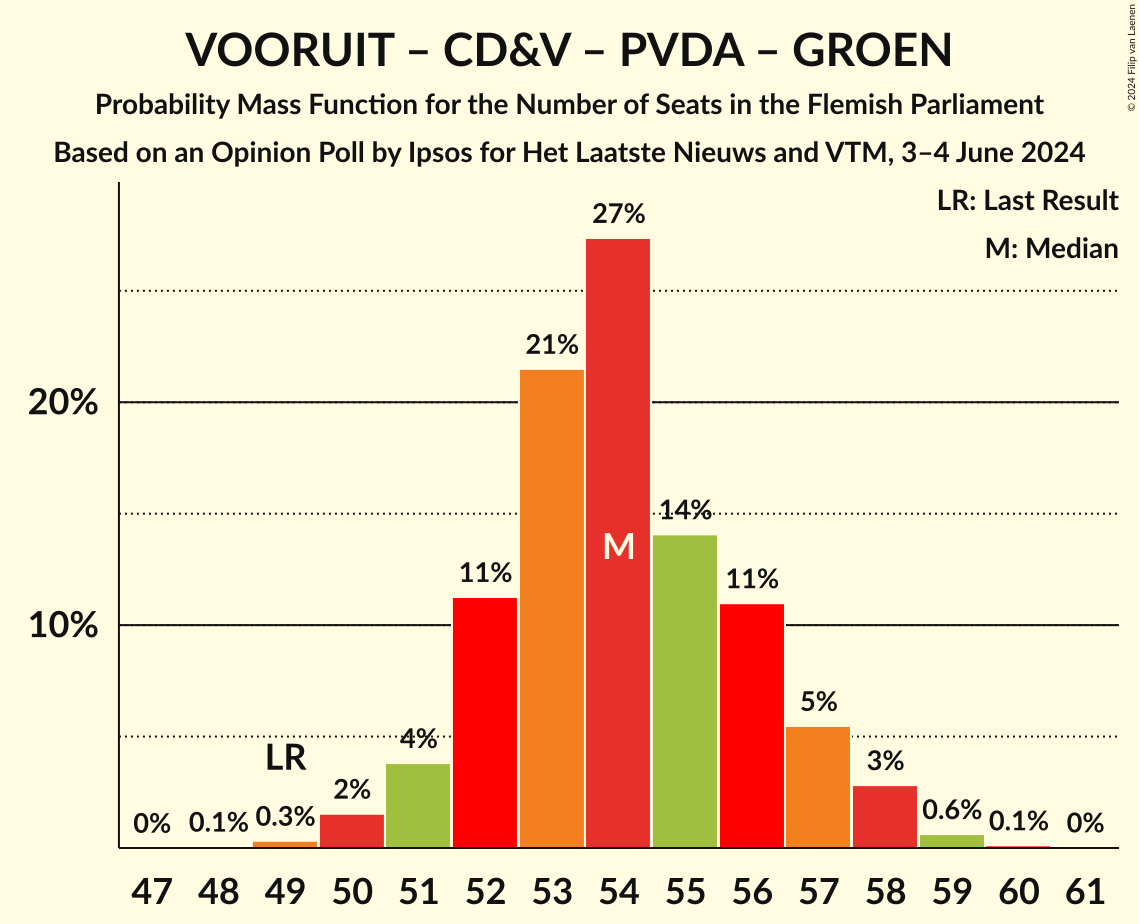 VOORUIT – CD&V – PVDA – GROEN
Probability Mass Function for the Number of Seats in the Flemish Parliament
Based on an Opinion Poll by Ipsos for Het Laatste Nieuws and VTM, 3–4 June 2024
© 2024 Filip van Laenen
LR: Last Result
M: Median
20%
10%
0%
0.1%
0.3%
LR
2%
4%
11%
21%
27%
M
14%
11%
5%
3%
0.6%
0.1%
0%
47 48 49 50 51 52 53 54 55 56 57 58 59 60 61